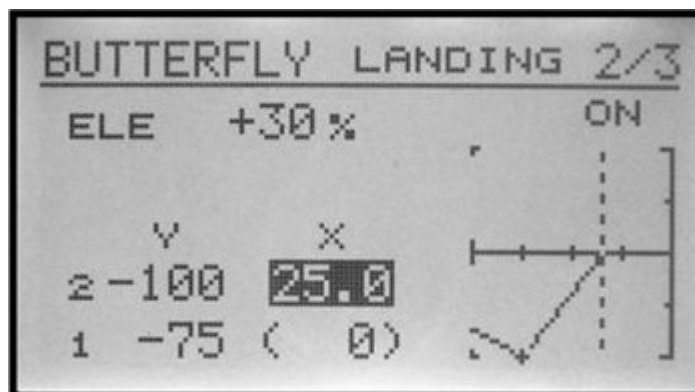 BUTTERFLY LANDING 2/3
ELE +30% ON
Y X
2 -100 25.0
1 -75 ( 0)